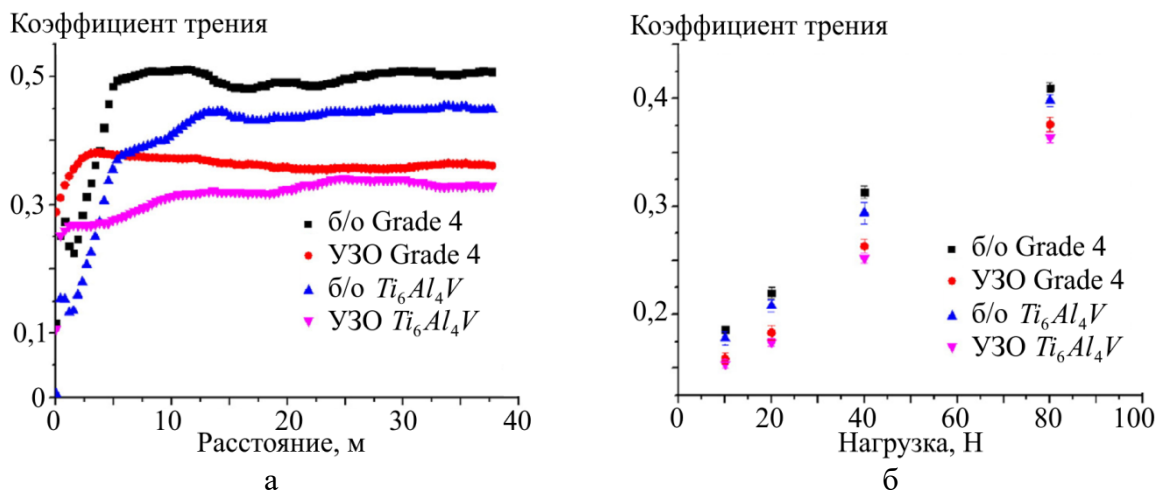 Коэффициент трения
0,5
0,3
0,1
0
б/о Grade 4
УЗО Grade 4
б/о Ti₆Al₄V
УЗО Ti₆Al₄V
0 10 20 30 40
Расстояние, м
а
Коэффициент трения
0,4
0,3
0,2
б/о Grade 4
УЗО Grade 4
б/о Ti₆Al₄V
УЗО Ti₆Al₄V
0 20 40 60 80 100
Нагрузка, Н
б